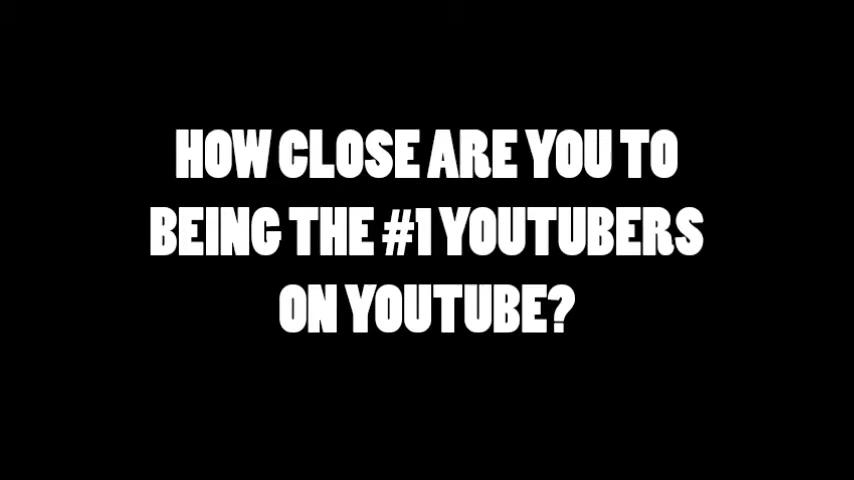 HOW CLOSE ARE YOU TO
BEING THE #1 YOUTUBERS
ON YOUTUBE?